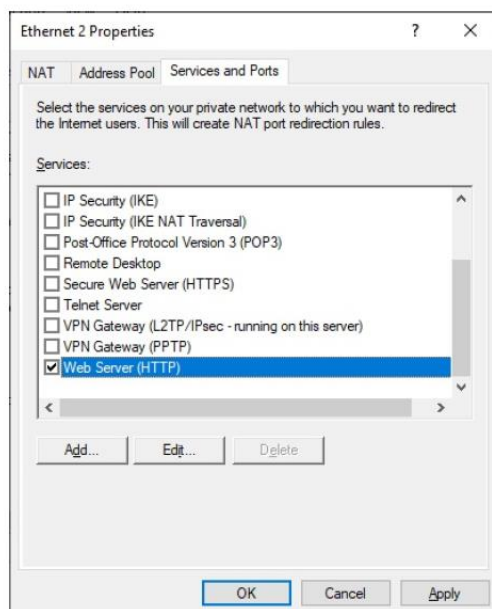 Ethernet 2 Properties
? X
NAT Address Pool Services and Ports
Select the services on your private network to which you want to redirect
the Internet users. This will create NAT port redirection rules.
Services:
IP Security (IKE)
IP Security (IKE NAT Traversal)
Post-Office Protocol Version 3 (POP3)
Remote Desktop
Secure Web Server (HTTPS)
Telnet Server
VPN Gateway (L2TP/IPsec - running on this server)
VPN Gateway (PPTP)
Web Server (HTTP)
Add... Edit... Delete
OK Cancel Apply